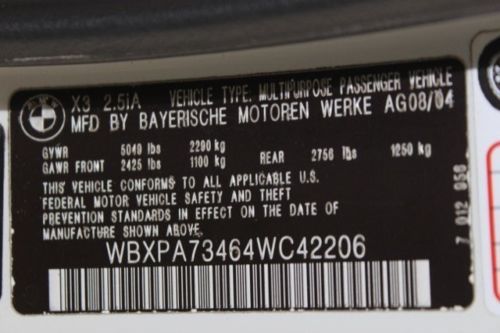 X3 2.5iA VEHICLE TYPE. MULTIPURPOSE PASSENGER VEHICLE
MFD BY BAYERISCHE MOTOREN WERKE AG08/04
GVWR 5049 lbs 2290 kg
GAWR FRONT 2425 lbs 1100 kg REAR 2756 lbs 1250 kg
THIS VEHICLE CONFORMS TO ALL APPLICABLE U.S.
FEDERAL MOTOR VEHICLE SAFETY AND THEFT
PREVENTION STANDARDS IN EFFECT ON THE DATE OF
MANUFACTURE SHOWN ABOVE.
WBXPA73464WC42206
7 012 058